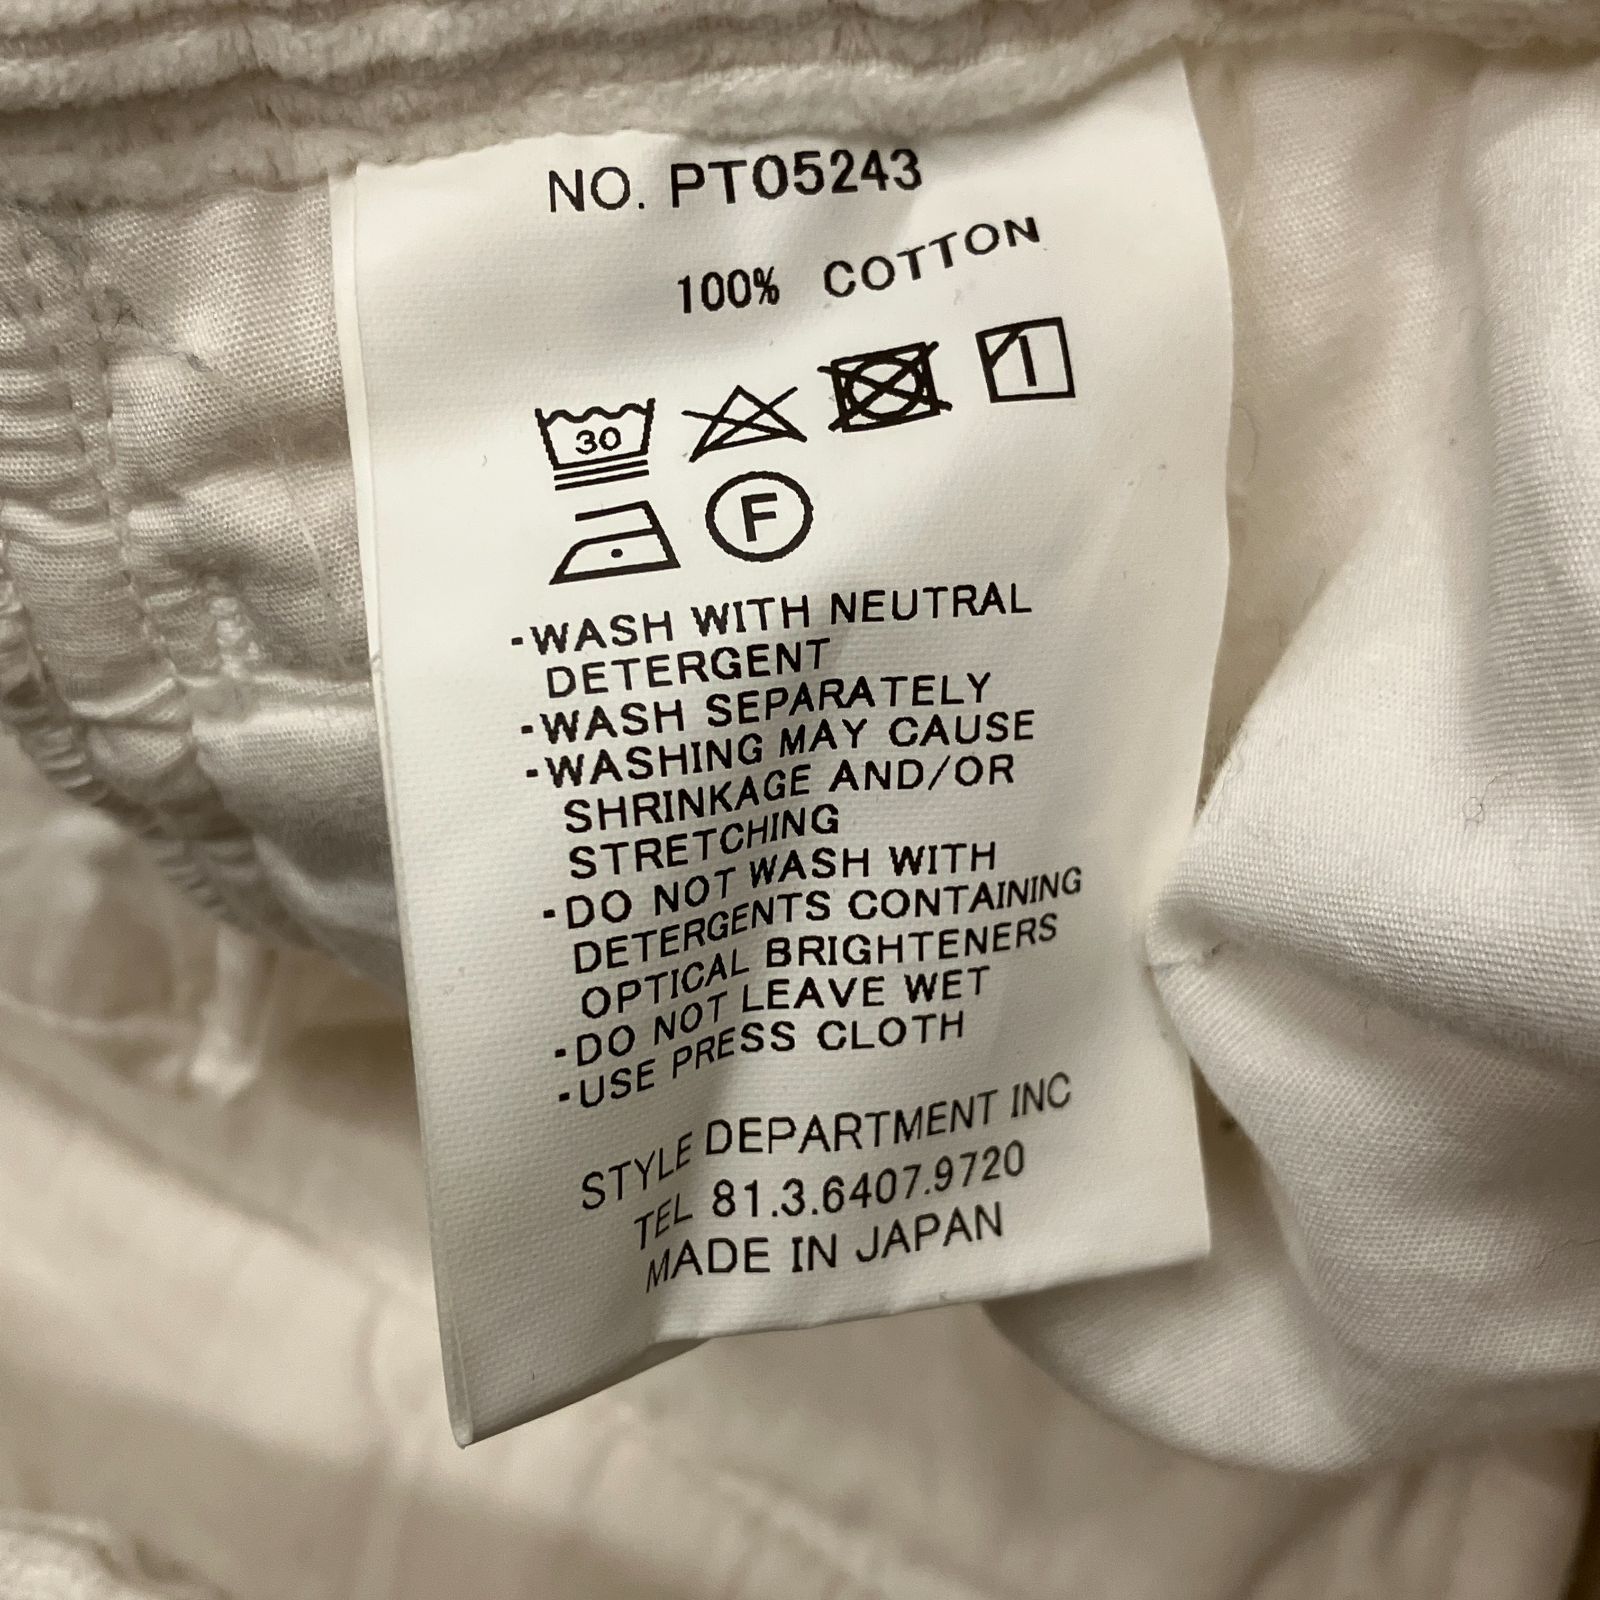 NO. PT05243
100% COTTON
30
F
-WASH WITH NEUTRAL
DETERGENT
-WASH SEPARATELY
-WASHING MAY CAUSE
SHRINKAGE AND/OR
STRETCHING
-DO NOT WASH WITH
DETERGENTS CONTAINING
OPTICAL BRIGHTENERS
-DO NOT LEAVE WET
-USE PRESS CLOTH
STYLE DEPARTMENT INC
TEL 81.3.6407.9720
MADE IN JAPAN